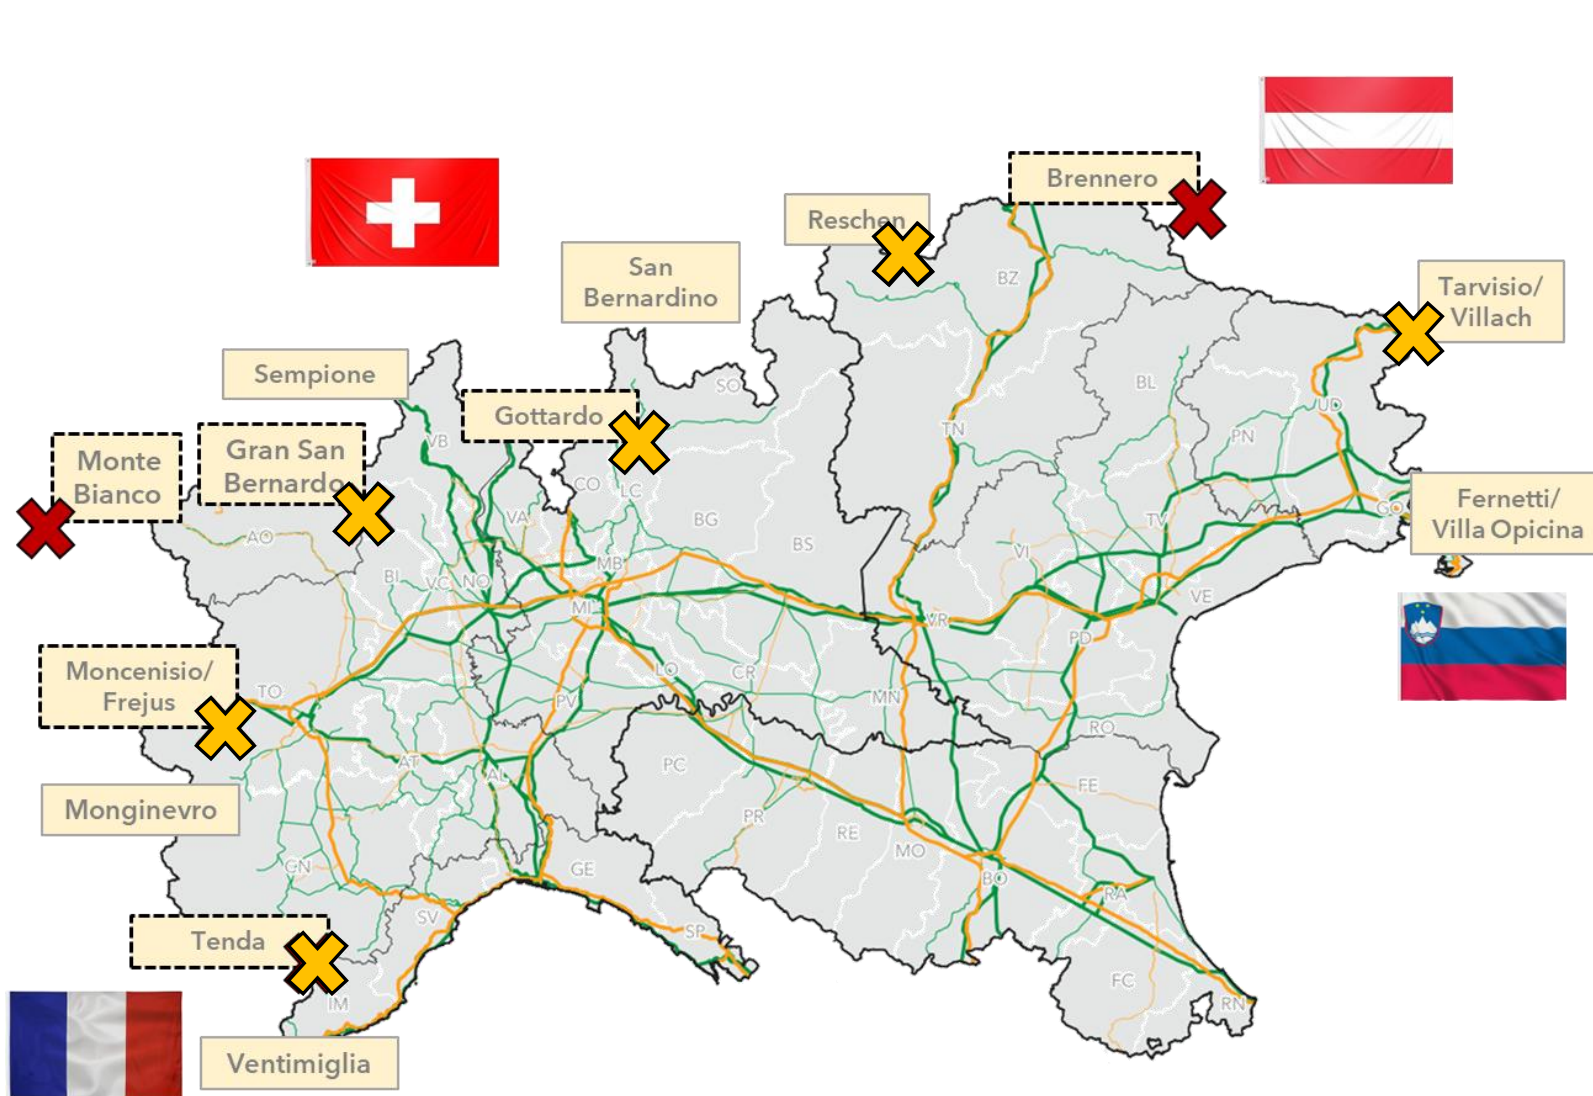 Brennero
Reschen
San
Bernardino
Tarvisio/
Villach
Sempione
Gottardo
Gran San
Bernardo
Monte
Bianco
Fernetti/
Villa Opicina
Moncenisio/
Frejus
Monginevro
Tenda
Ventimiglia
BZ
SO
BL
UD
TN
PN
VB
CO
LC
VA
BG
TV
GO
AO
BS
VI
MB
BI
VC
NO
MI
VE
VR
PD
LO
CR
TO
PV
MN
RO
AT
AL
PC
FE
PR
RE
MO
CN
GE
BO
RA
SV
SP
FC
IM
RN